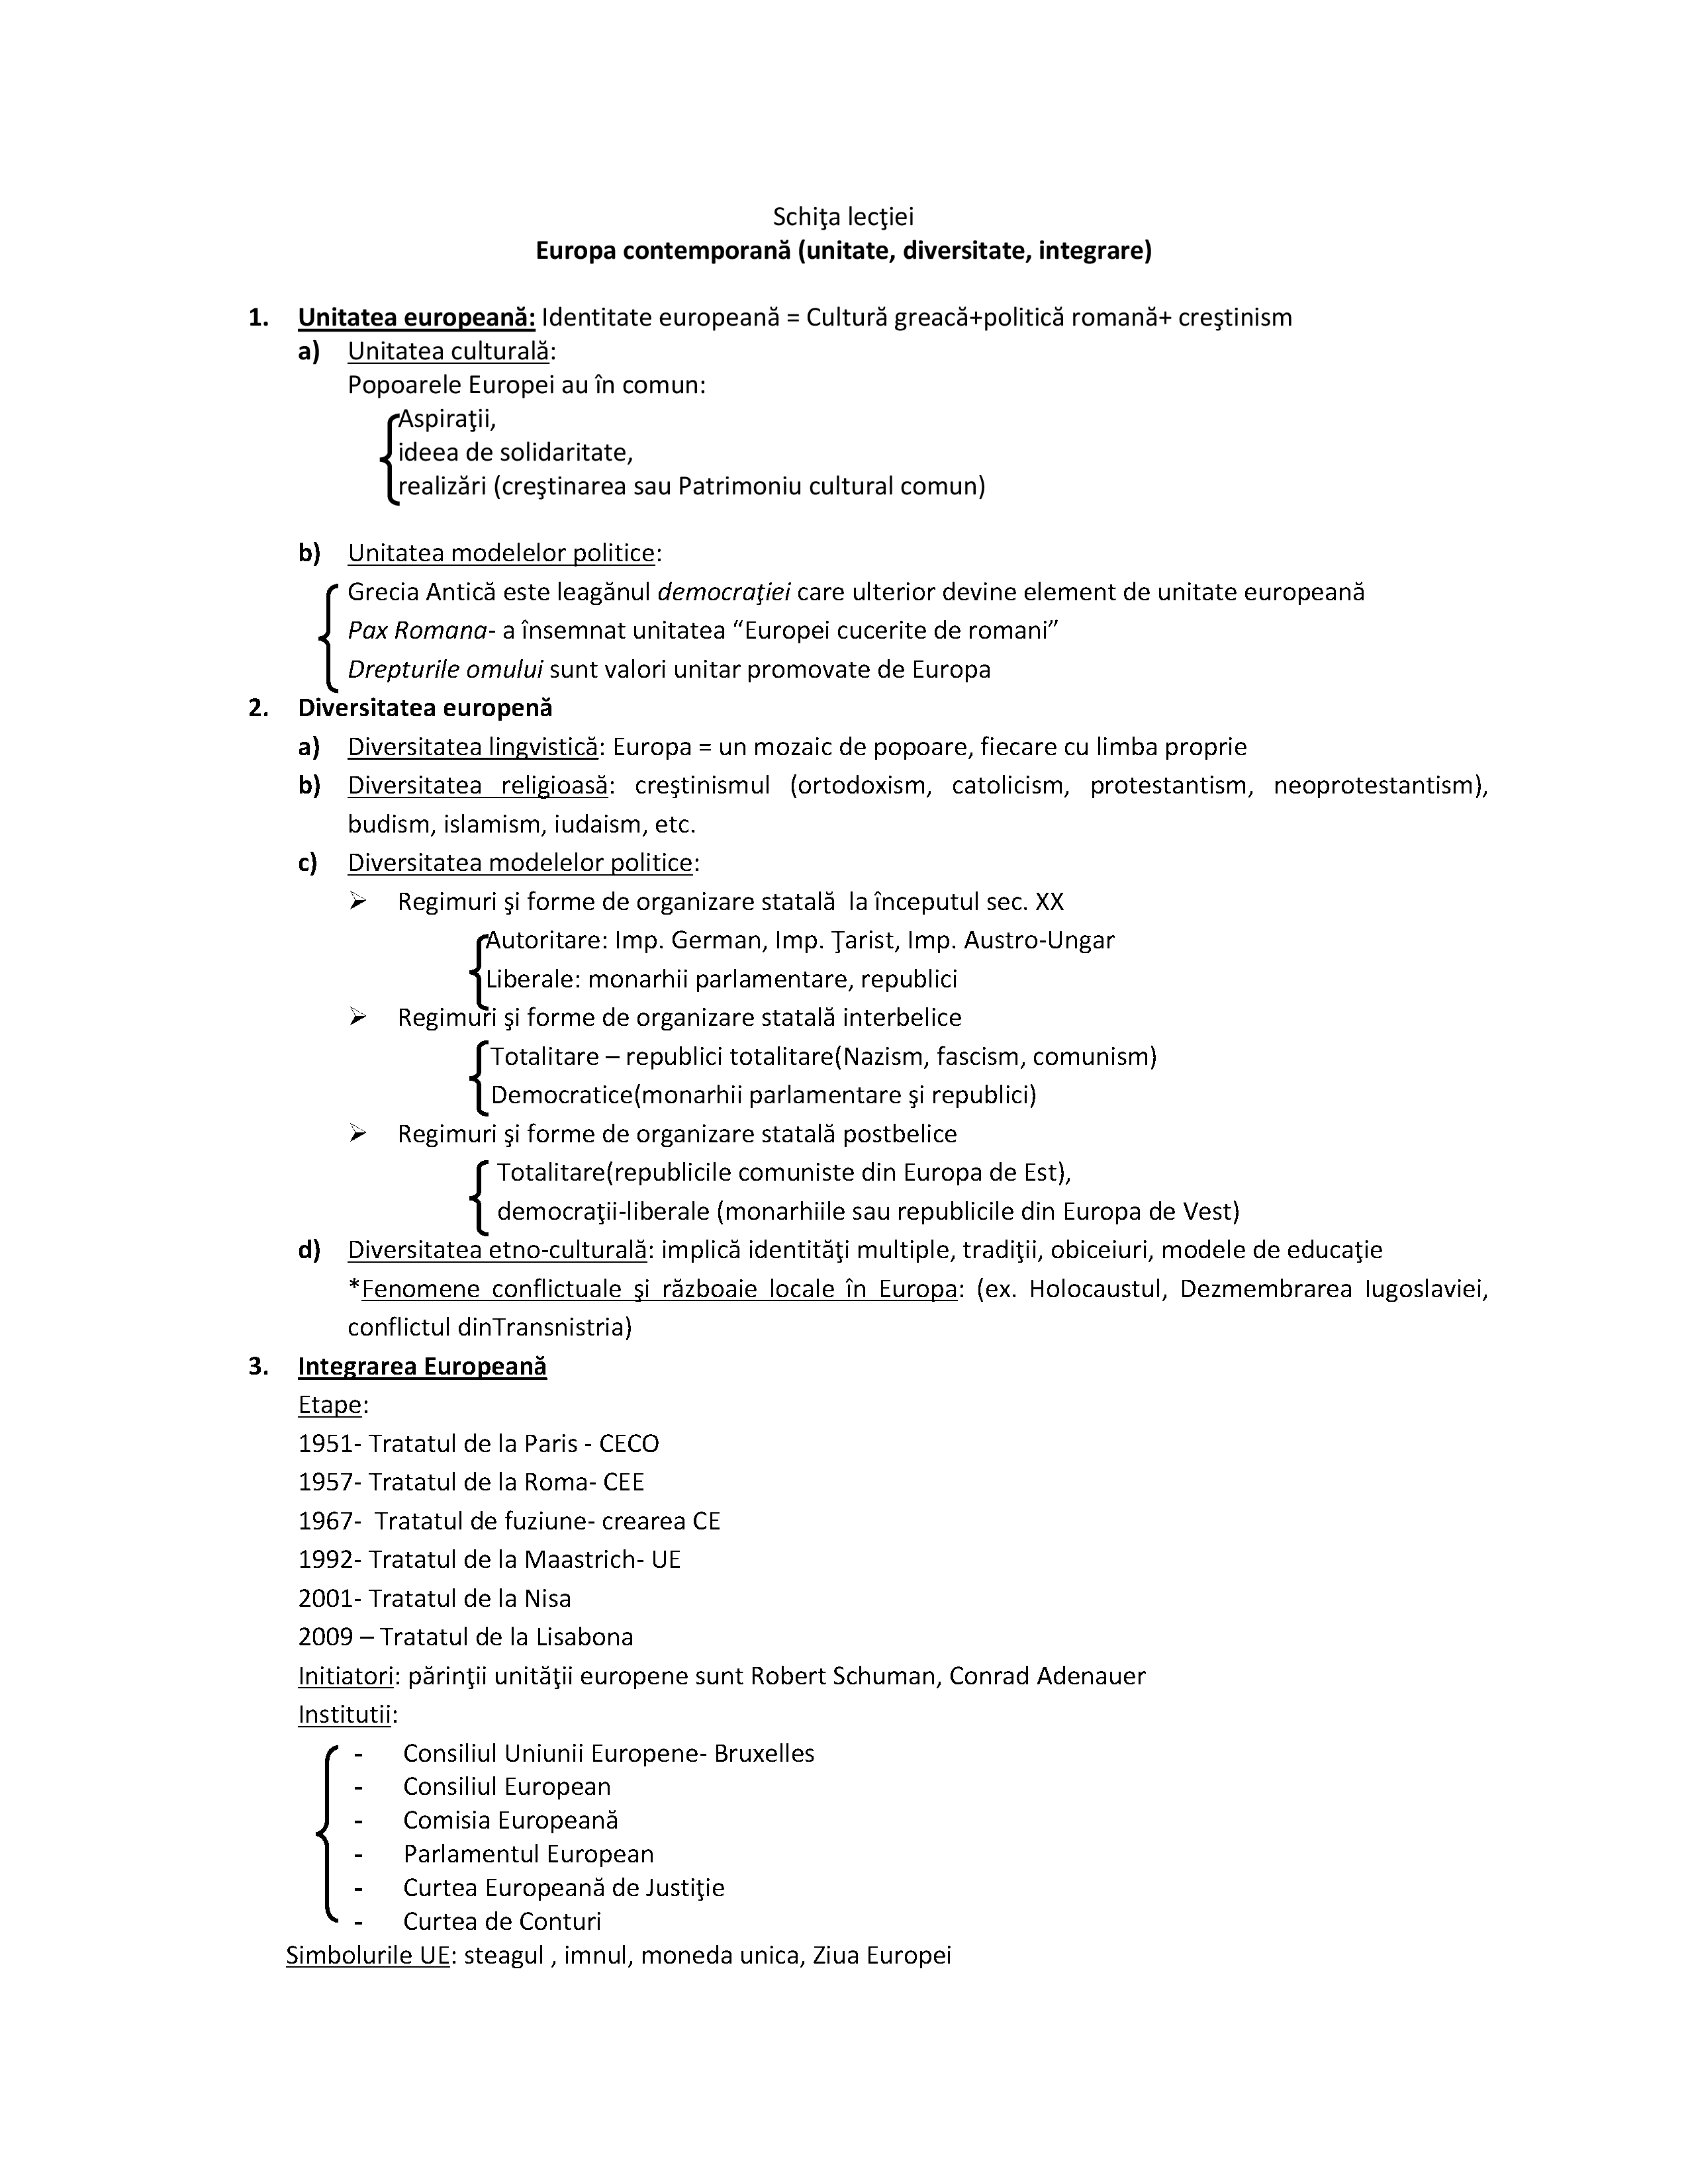 Schiţa lecţiei
Europa contemporană (unitate, diversitate, integrare)
1. Unitatea europeană: Identitate europeană = Cultură greacă+politică romană+ creştinism
a) Unitatea culturală:
Popoarele Europei au în comun:
Aspiraţii,
ideea de solidaritate,
realizări (creştinarea sau Patrimoniu cultural comun)
b) Unitatea modelelor politice:
Grecia Antică este leagănul democraţiei care ulterior devine element de unitate europeană
Pax Romana- a însemnat unitatea “Europei cucerite de romani”
Drepturile omului sunt valori unitar promovate de Europa
2. Diversitatea europenă
a) Diversitatea lingvistică: Europa = un mozaic de popoare, fiecare cu limba proprie
b) Diversitatea religioasă: creştinismul (ortodoxism, catolicism, protestantism, neoprotestantism),
budism, islamism, iudaism, etc.
c) Diversitatea modelelor politice:
➢ Regimuri şi forme de organizare statală la începutul sec. XX
Autoritare: Imp. German, Imp. Ţarist, Imp. Austro-Ungar
Liberale: monarhii parlamentare, republici
➢ Regimuri şi forme de organizare statală interbelice
Totalitare – republici totalitare(Nazism, fascism, comunism)
Democratice(monarhii parlamentare şi republici)
➢ Regimuri şi forme de organizare statală postbelice
Totalitare(republicile comuniste din Europa de Est),
democraţii-liberale (monarhiile sau republicile din Europa de Vest)
d) Diversitatea etno-culturală: implică identităţi multiple, tradiţii, obiceiuri, modele de educaţie
*Fenomene conflictuale şi războaie locale în Europa: (ex. Holocaustul, Dezmembrarea Iugoslaviei,
conflictul dinTransnistria)
3. Integrarea Europeană
Etape:
1951- Tratatul de la Paris - CECO
1957- Tratatul de la Roma- CEE
1967- Tratatul de fuziune- crearea CE
1992- Tratatul de la Maastrich- UE
2001- Tratatul de la Nisa
2009 – Tratatul de la Lisabona
Initiatori: părinţii unităţii europene sunt Robert Schuman, Conrad Adenauer
Institutii:
- Consiliul Uniunii Europene- Bruxelles
- Consiliul European
- Comisia Europeană
- Parlamentul European
- Curtea Europeană de Justiţie
- Curtea de Conturi
Simbolurile UE: steagul , imnul, moneda unica, Ziua Europei